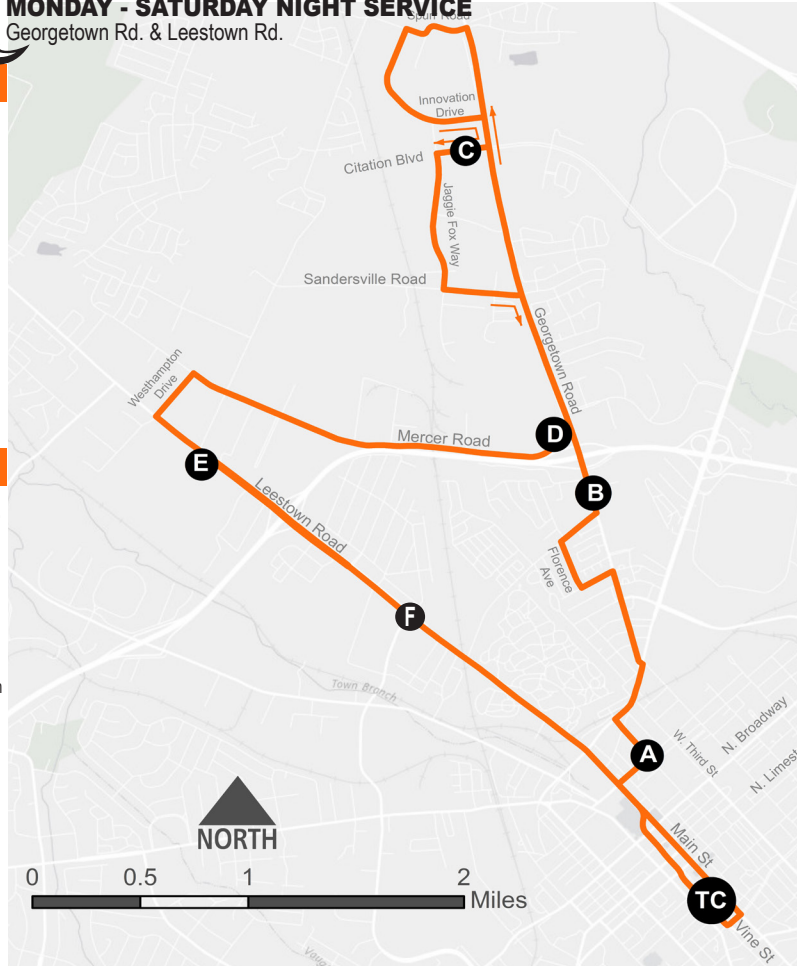 MONDAY - SATURDAY NIGHT SERVICE
Georgetown Rd. & Leestown Rd.
Spurr Road
Innovation
Drive
C
Citation Blvd
Jaggie Fox Way
Sandersville Road
Georgetown Road
Westhampton
Drive
D
Mercer Road
E
B
Leestown Road
Florence
Ave
F
Town Branch
A
W. Third St
N. Broadway
N. Limest
NORTH
Main St
0 0.5 1 2
Miles
TC
Vine St